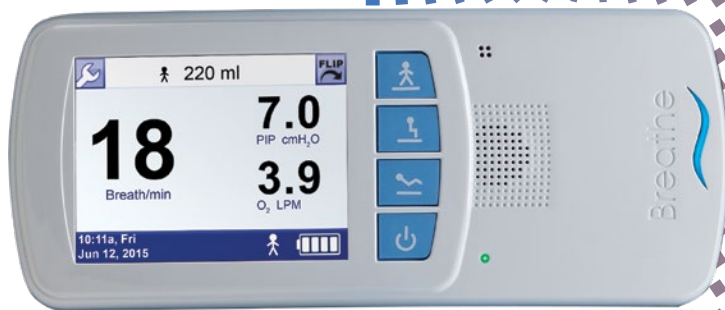 220 ml
FLIP
18
Breath/min
7.0
PIP cmH₂O
3.9
O₂ LPM
10:11a, Fri
Jun 12, 2015
Breathe